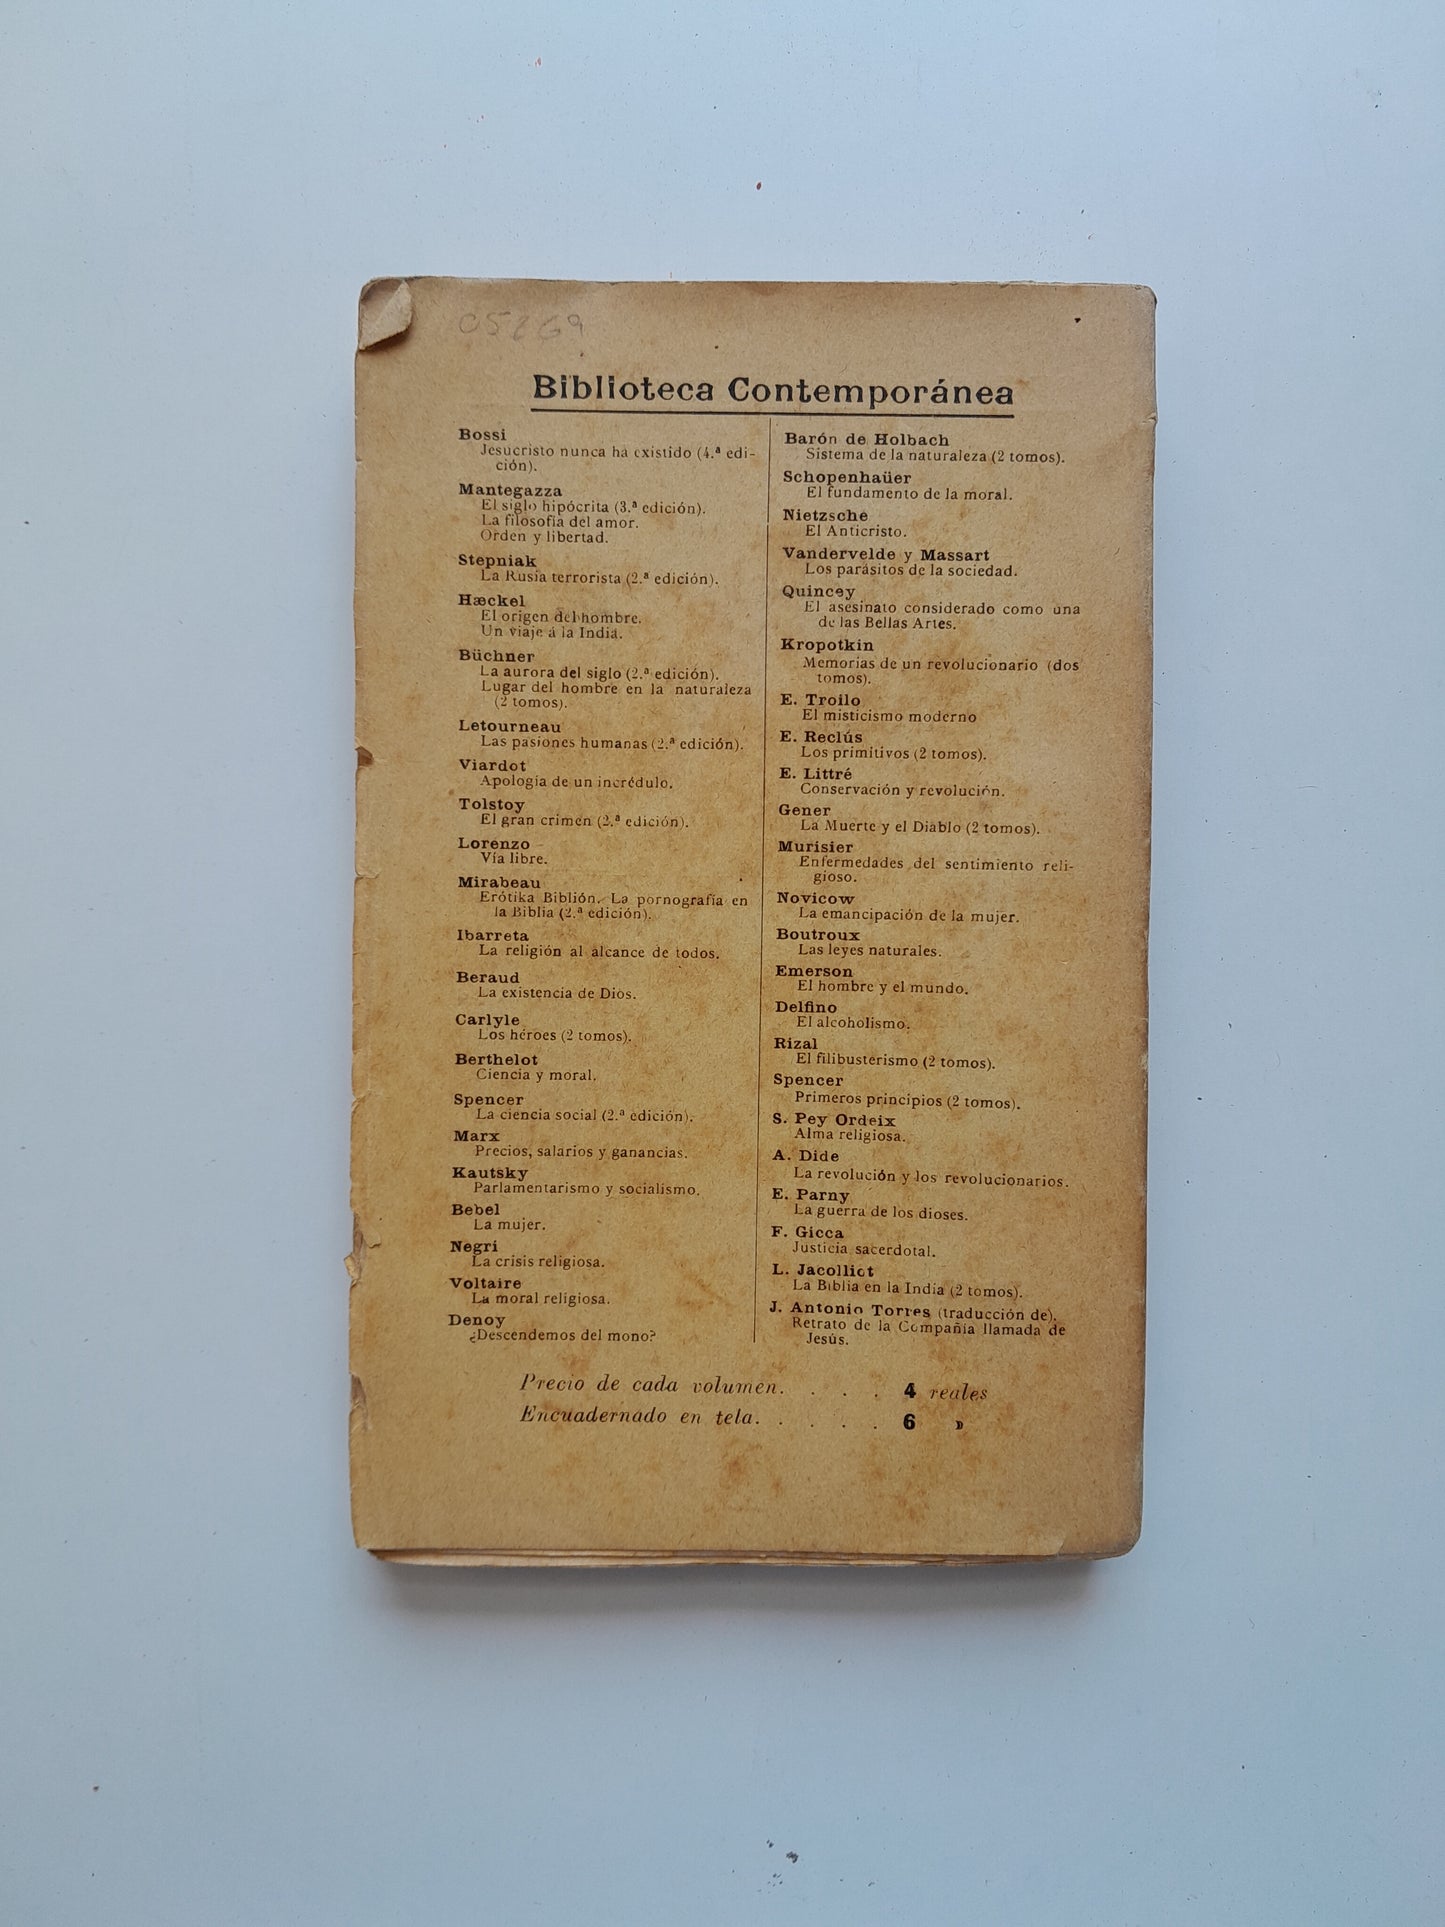 C5269
Biblioteca Contemporánea
Bossi
Jesucristo nunca ha existido (4.ª edi-
ción).
Mantegazza
El siglo hipócrita (3.ª edición).
La filosofía del amor.
Orden y libertad.
Stepniak
La Rusia terrorista (2.ª edición).
Hæckel
El origen del hombre.
Un viaje á la India.
Büchner
La aurora del siglo (2.ª edición).
Lugar del hombre en la naturaleza
(2 tomos).
Letourneau
Las pasiones humanas (2.ª edición).
Viardot
Apología de un incrédulo.
Tolstoy
El gran crimen (2.ª edición).
Lorenzo
Vía libre.
Mirabeau
Erótika Biblión. La pornografía en
la Biblia (2.ª edición).
Ibarreta
La religión al alcance de todos.
Beraud
La existencia de Dios.
Carlyle
Los héroes (2 tomos).
Berthelot
Ciencia y moral.
Spencer
La ciencia social (2.ª edición).
Marx
Precios, salarios y ganancias.
Kautsky
Parlamentarismo y socialismo.
Bebel
La mujer.
Negri
La crisis religiosa.
Voltaire
La moral religiosa.
Denoy
¿Descendemos del mono?
Barón de Holbach
Sistema de la naturaleza (2 tomos).
Schopenhaüer
El fundamento de la moral.
Nietzsche
El Anticristo.
Vandervelde y Massart
Los parásitos de la sociedad.
Quincey
El asesinato considerado como una
de las Bellas Artes.
Kropotkin
Memorias de un revolucionario (dos
tomos).
E. Troilo
El misticismo moderno
E. Reclús
Los primitivos (2 tomos).
E. Littré
Conservación y revolución.
Gener
La Muerte y el Diablo (2 tomos).
Murisier
Enfermedades del sentimiento reli-
gioso.
Novicow
La emancipación de la mujer.
Boutroux
Las leyes naturales.
Emerson
El hombre y el mundo.
Delfino
El alcoholismo.
Rizal
El filibusterismo (2 tomos).
Spencer
Primeros principios (2 tomos).
S. Pey Ordeix
Alma religiosa.
A. Dide
La revolución y los revolucionarios.
E. Parny
La guerra de los dioses.
F. Gicca
Justicia sacerdotal.
L. Jacolliot
La Biblia en la India (2 tomos).
J. Antonio Torres (traducción de).
Retrato de la Compañía llamada de
Jesús.
Precio de cada volumen. . . . 4 reales
Encuadernado en tela. . . . . 6 »